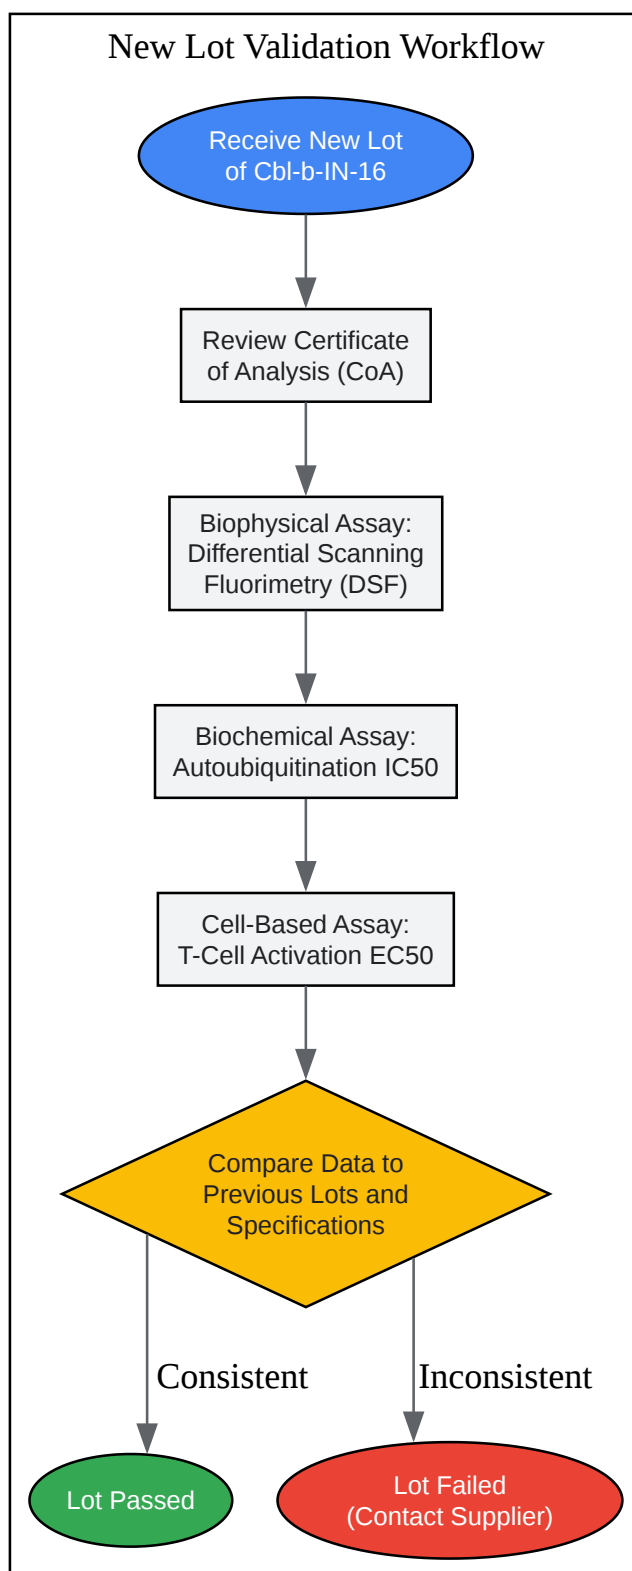 New Lot Validation Workflow
Receive New Lot
of Cbl-b-IN-16
Review Certificate
of Analysis (CoA)
Biophysical Assay:
Differential Scanning
Fluorimetry (DSF)
Biochemical Assay:
Autoubiquitination IC50
Cell-Based Assay:
T-Cell Activation EC50
Compare Data to
Previous Lots and
Specifications
Consistent
Inconsistent
Lot Passed
Lot Failed
(Contact Supplier)